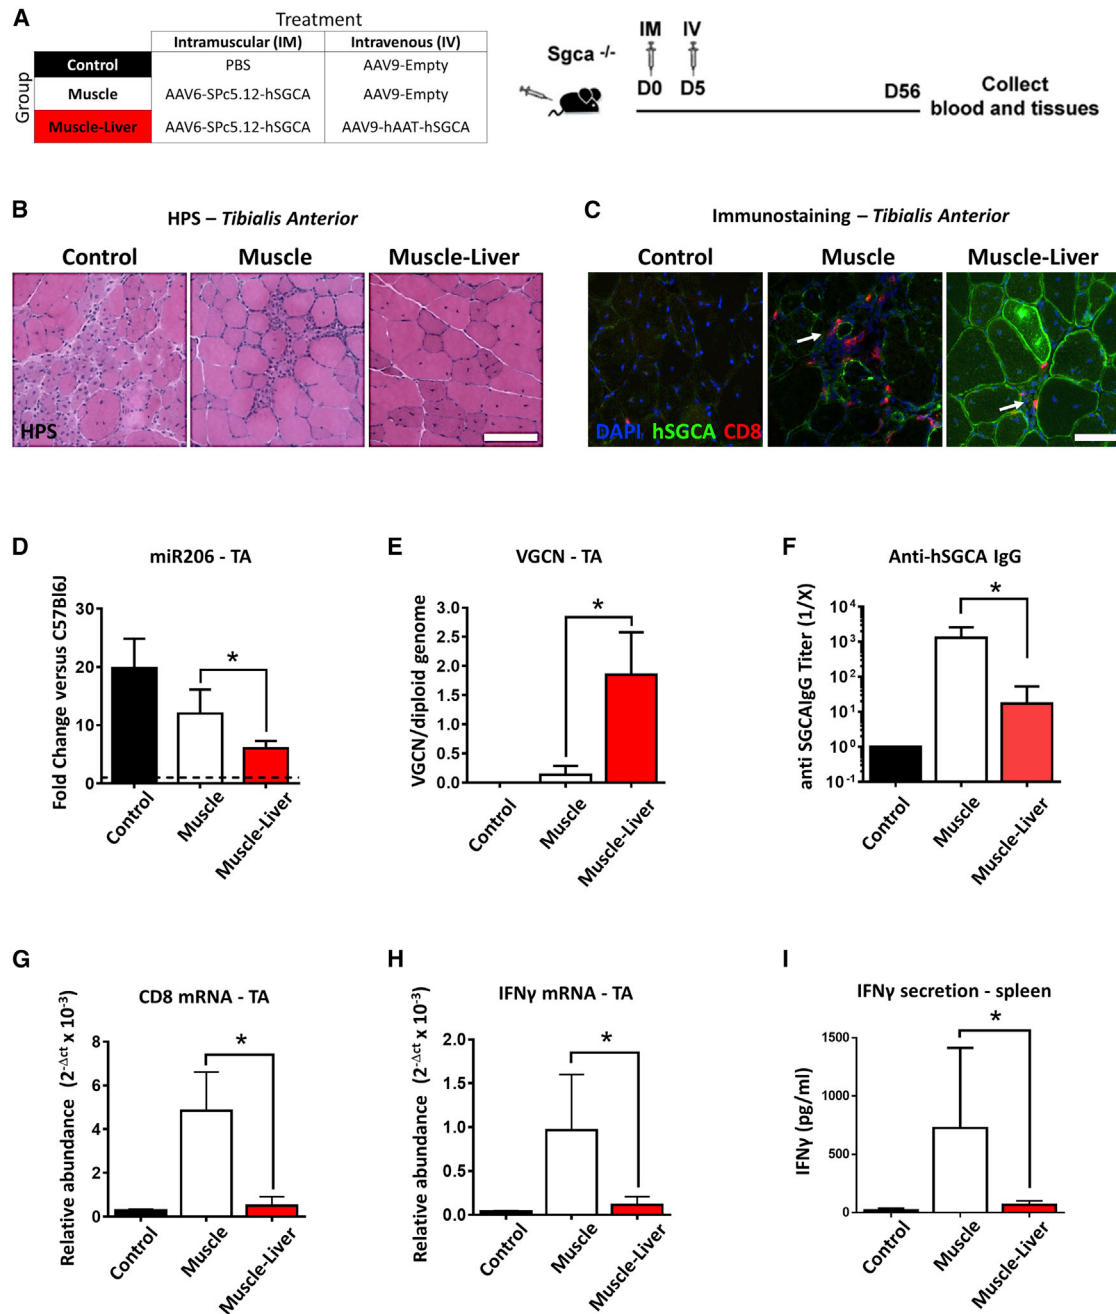 A
Treatment
Intramuscular (IM) Intravenous (IV)
Group
Control PBS AAV9-Empty
Muscle AAV6-SPc5.12-hSGCA AAV9-Empty
Muscle-Liver AAV6-SPc5.12-hSGCA AAV9-hAAT-hSGCA
Sgca -/-
IM IV
D0 D5
D56
Collect
blood and tissues
B
HPS – Tibialis Anterior
Control Muscle Muscle-Liver
HPS
C
Immunostaining – Tibialis Anterior
Control Muscle Muscle-Liver
DAPI hSGCA CD8
D
miR206 - TA
Fold Change versus C57Bl6J
30
20
10
0
*
Control
Muscle
Muscle-Liver
E
VGCN - TA
VGCN/diploid genome
3.0
2.5
2.0
1.5
1.0
0.5
0.0
*
Control
Muscle
Muscle-Liver
F
Anti-hSGCA IgG
anti SGCAIgG Titer (1/X)
10⁴
10³
10²
10¹
10⁰
10⁻¹
*
Control
Muscle
Muscle-Liver
G
CD8 mRNA - TA
Relative abundance (2^-Δct x 10⁻³)
8
6
4
2
0
*
Control
Muscle
Muscle-Liver
H
IFNγ mRNA - TA
Relative abundance (2^-Δct x 10⁻³)
2.0
1.5
1.0
0.5
0.0
*
Control
Muscle
Muscle-Liver
I
IFNγ secretion - spleen
IFNγ (pg/ml)
1500
1000
500
0
*
Control
Muscle
Muscle-Liver